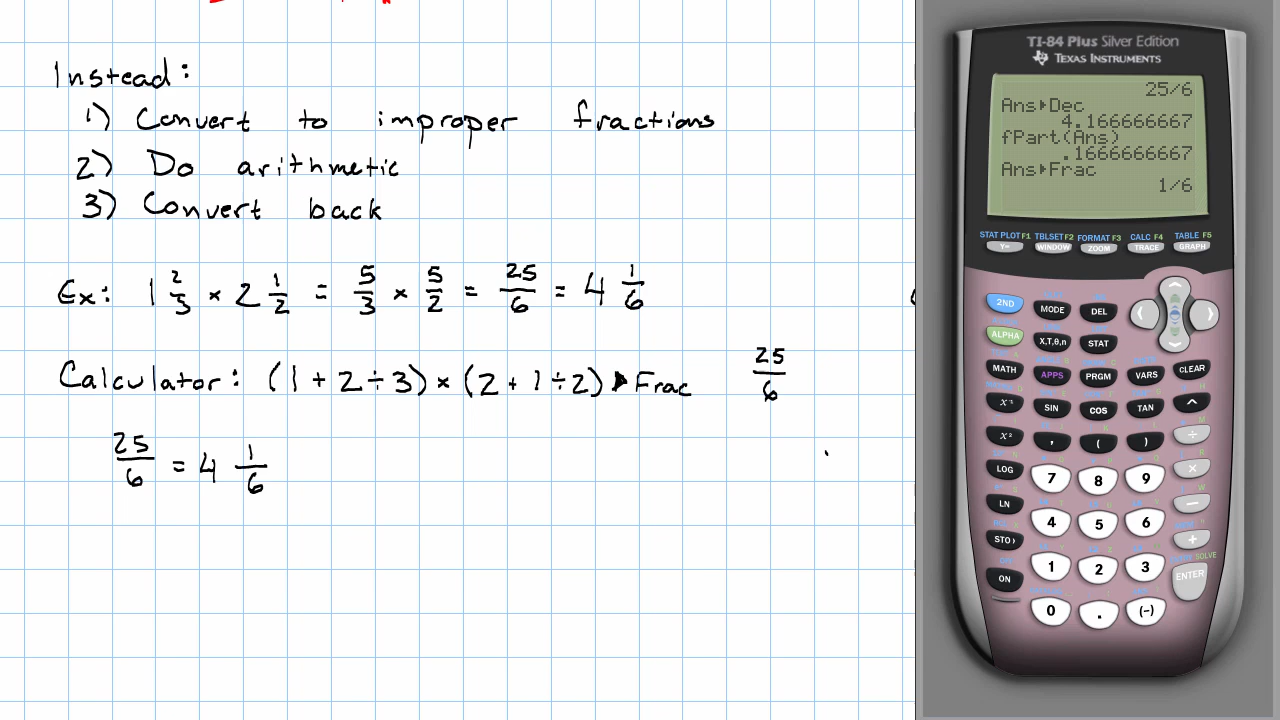 Instead:
1) Convert to improper fractions
2) Do arithmetic
3) Convert back
Ex: 1 2/3 × 2 1/2 = 5/3 × 5/2 = 25/6 = 4 1/6
Calculator: (1 + 2 ÷ 3) × (2 + 1 ÷ 2) ▶Frac 25/6
25/6 = 4 1/6
TI-84 Plus Silver Edition
TEXAS INSTRUMENTS
25/6
Ans▶Dec
4.166666667
fPart(Ans)
.1666666667
Ans▶Frac
1/6
STAT PLOT F1 TBLSET F2 FORMAT F3 CALC F4 TABLE F5
Y= WINDOW ZOOM TRACE GRAPH
2ND MODE DEL
ALPHA X,T,θ,n STAT
MATH APPS PRGM VARS CLEAR
x⁻¹ SIN COS TAN ^
x² , ( ) ÷
LOG 7 8 9 ×
LN 4 5 6 −
STO› 1 2 3 +
SOLVE
ON 0 . (−) ENTER